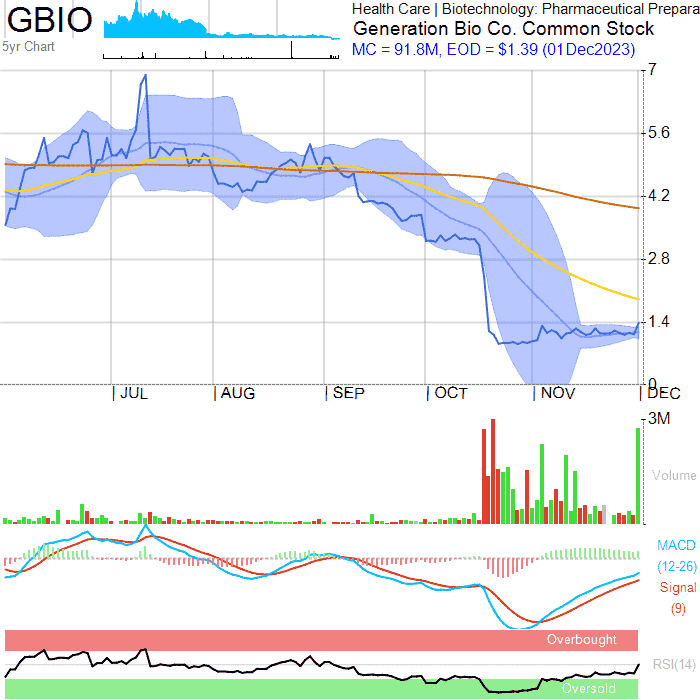 GBIO
5yr Chart
Health Care | Biotechnology: Pharmaceutical Prepara
Generation Bio Co. Common Stock
MC = 91.8M, EOD = $1.39 (01Dec2023)
7
5.6
4.2
2.8
1.4
0
JUL AUG SEP OCT NOV DEC
3M
Volume
MACD
(12-26)
Signal
(9)
Overbought
RSI(14)
Oversold